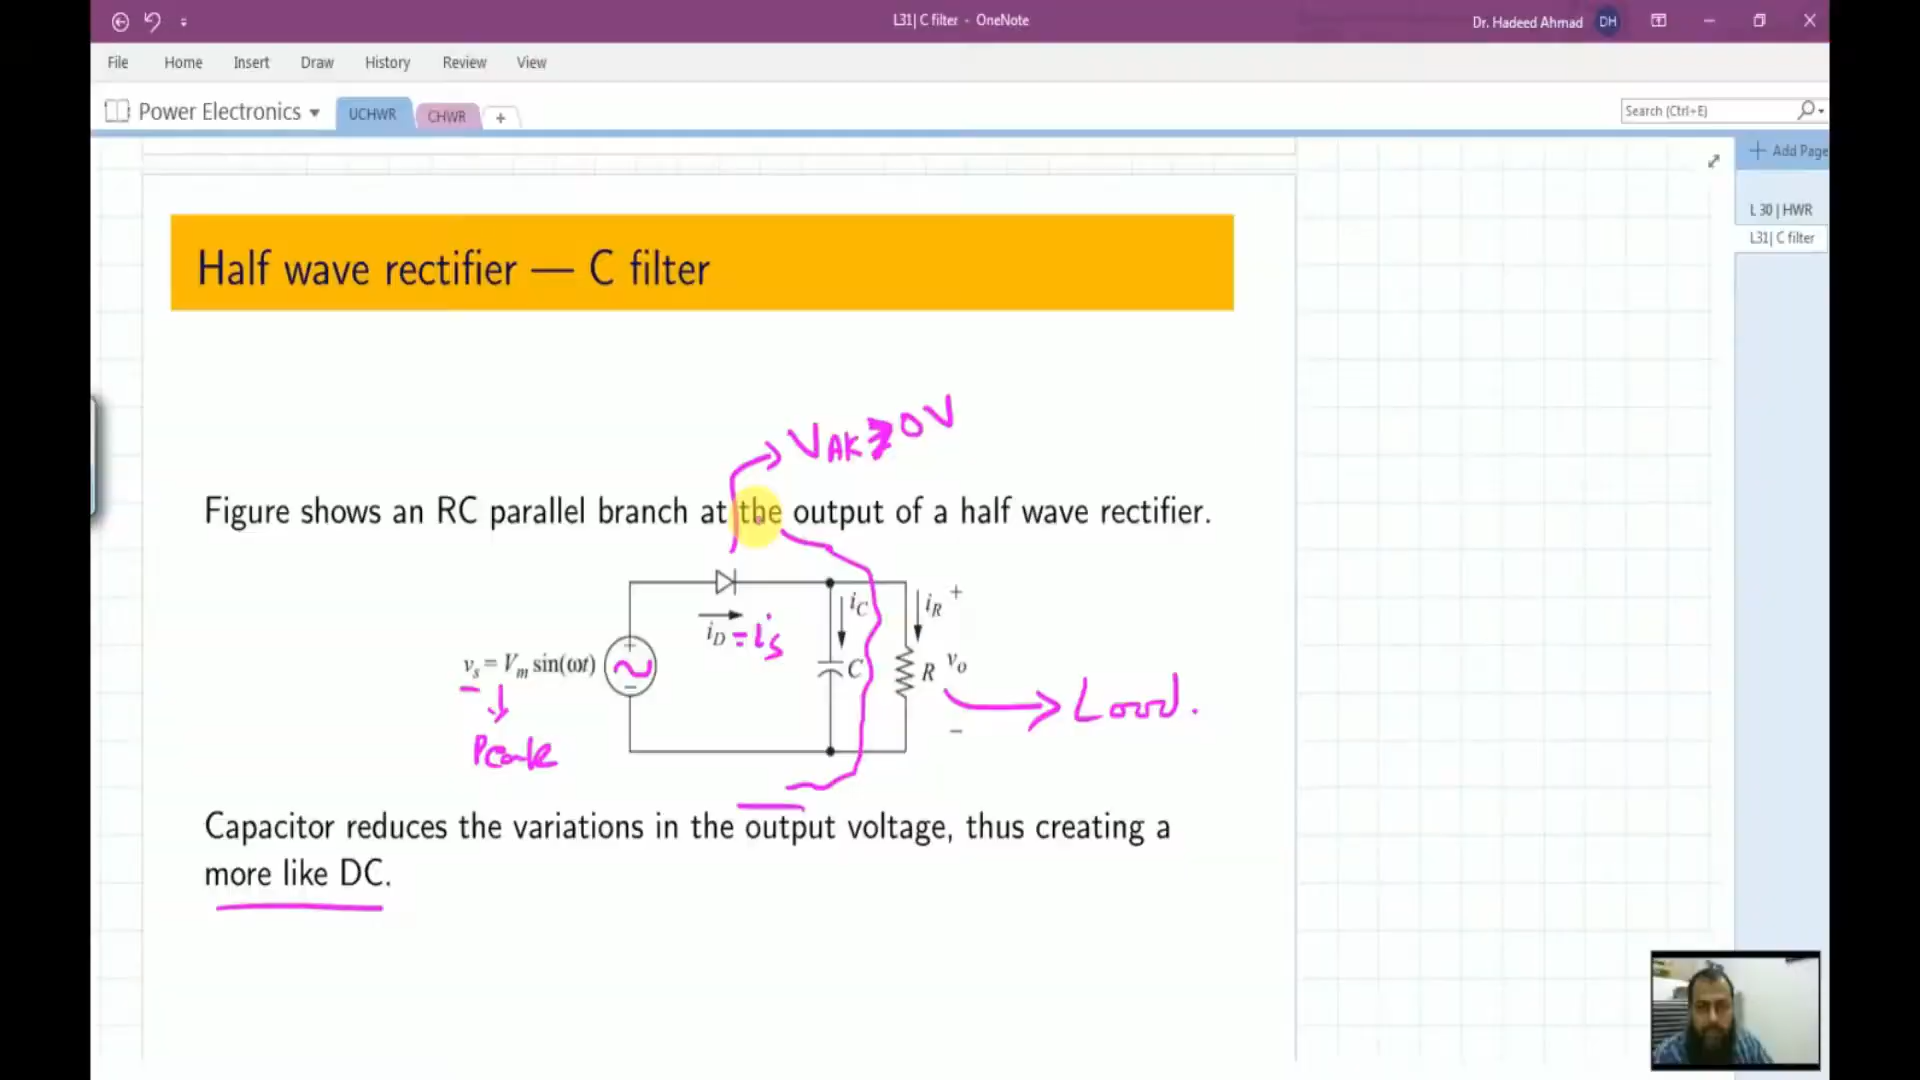 L31| C filter - OneNote
Dr. Hadeed Ahmad DH
File Home Insert Draw History Review View
Power Electronics UCHWR CHWR +
Search (Ctrl+E)
Add Page
L 30 | HWR
L31| C filter
Half wave rectifier — C filter
VAK ≥ 0V
Figure shows an RC parallel branch at the output of a half wave rectifier.
iC
iR +
iD = is
vs = Vm sin(ωt)
+
−
C
R vo
Load.
−
Peak
Capacitor reduces the variations in the output voltage, thus creating a
more like DC.